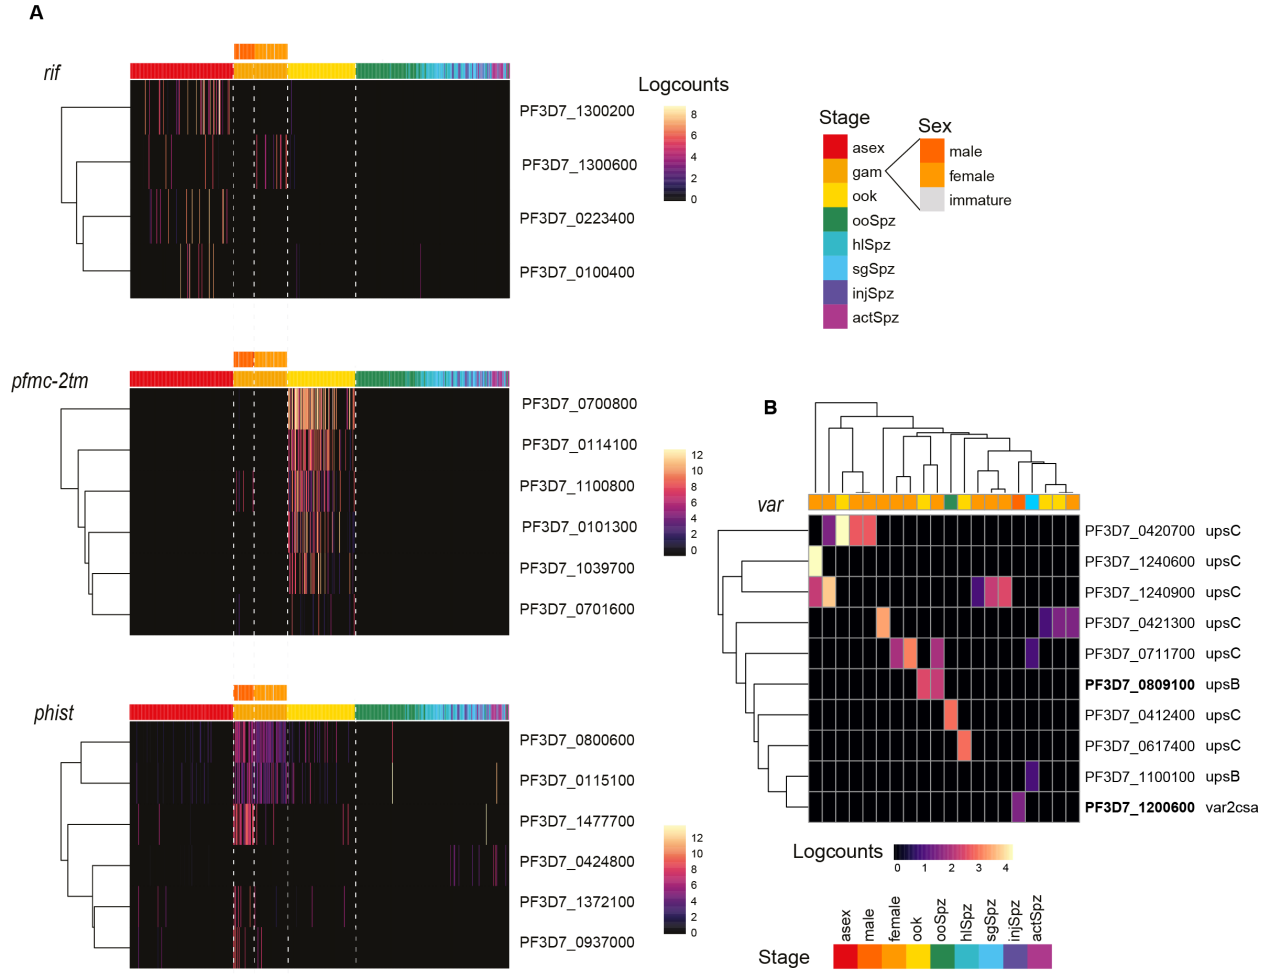 A
rif
PF3D7_1300200
PF3D7_1300600
PF3D7_0223400
PF3D7_0100400
Logcounts
8
6
4
2
0
Stage
asex
gam
ook
ooSpz
hlSpz
sgSpz
injSpz
actSpz
Sex
male
female
immature
pfmc-2tm
PF3D7_0700800
PF3D7_0114100
PF3D7_1100800
PF3D7_0101300
PF3D7_1039700
PF3D7_0701600
12
10
8
6
4
2
0
phist
PF3D7_0800600
PF3D7_0115100
PF3D7_1477700
PF3D7_0424800
PF3D7_1372100
PF3D7_0937000
12
10
8
6
4
2
0
B
var
PF3D7_0420700 upsC
PF3D7_1240600 upsC
PF3D7_1240900 upsC
PF3D7_0421300 upsC
PF3D7_0711700 upsC
PF3D7_0809100 upsB
PF3D7_0412400 upsC
PF3D7_0617400 upsC
PF3D7_1100100 upsB
PF3D7_1200600 var2csa
Logcounts
0 1 2 3 4
asex male female ook ooSpz hlSpz sgSpz injSpz actSpz
Stage